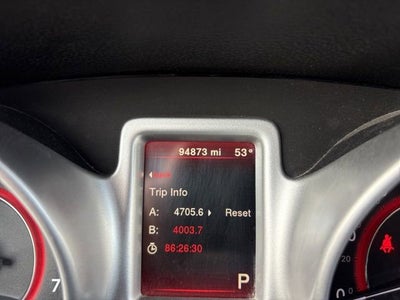 94873 mi 53°
Trip Info
A: 4705.6 Reset
B: 4003.7
86:26:30
P
7